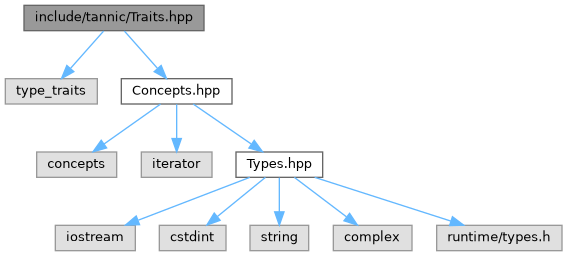 include/tannic/Traits.hpp
type_traits
Concepts.hpp
concepts
iterator
Types.hpp
iostream
cstdint
string
complex
runtime/types.h